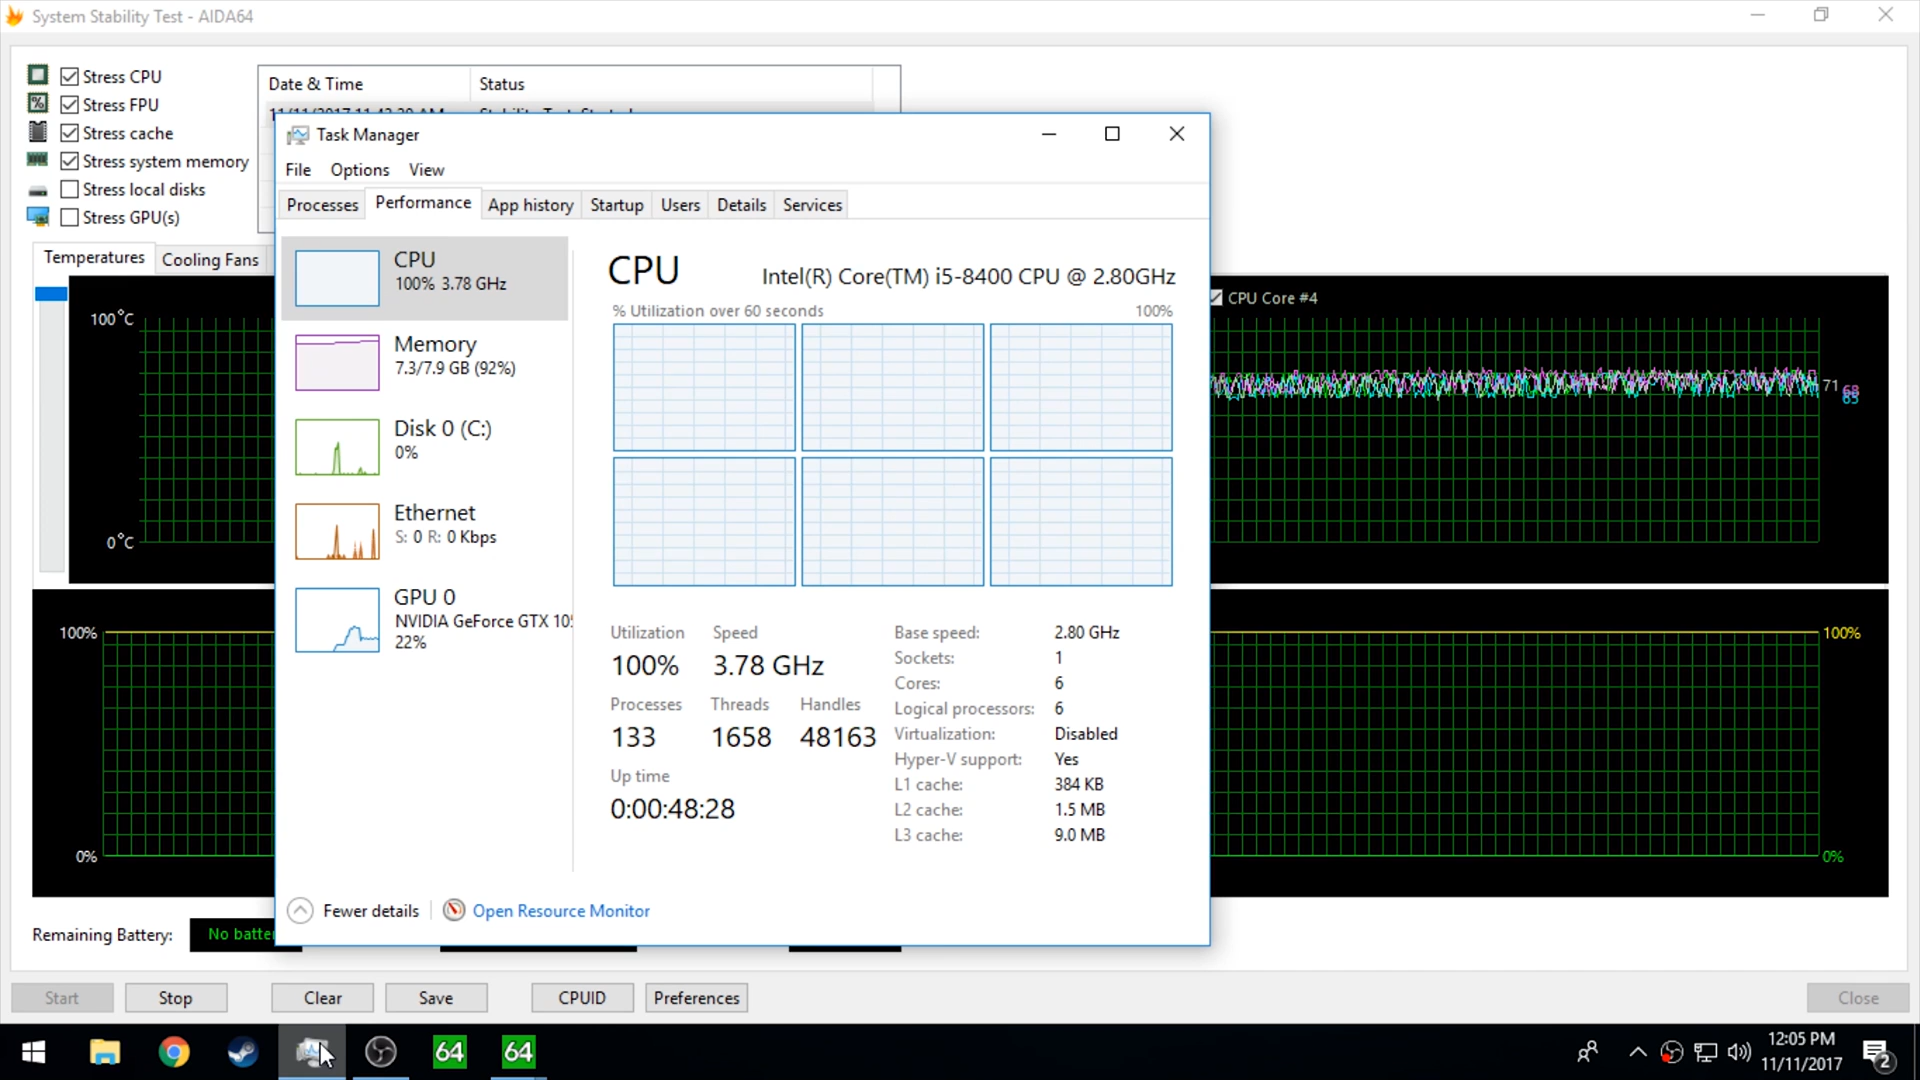 System Stability Test - AIDA64
Stress CPU
Stress FPU
Stress cache
Stress system memory
Stress local disks
Stress GPU(s)
Date & Time Status
Temperatures Cooling Fans
100°C
0°C
100%
0%
Task Manager
File Options View
Processes Performance App history Startup Users Details Services
CPU
100% 3.78 GHz
Memory
7.3/7.9 GB (92%)
Disk 0 (C:)
0%
Ethernet
S: 0 R: 0 Kbps
GPU 0
NVIDIA GeForce GTX
22%
CPU Intel(R) Core(TM) i5-8400 CPU @ 2.80GHz
% Utilization over 60 seconds 100%
Utilization Speed
100% 3.78 GHz
Processes Threads Handles
133 1658 48163
Up time
0:00:48:28
Base speed: 2.80 GHz
Sockets: 1
Cores: 6
Logical processors: 6
Virtualization: Disabled
Hyper-V support: Yes
L1 cache: 384 KB
L2 cache: 1.5 MB
L3 cache: 9.0 MB
Fewer details Open Resource Monitor
CPU Core #4
71
100%
0%
Remaining Battery: No
Start Stop Clear Save CPUID Preferences Close
64 64
12:05 PM
11/11/2017
2